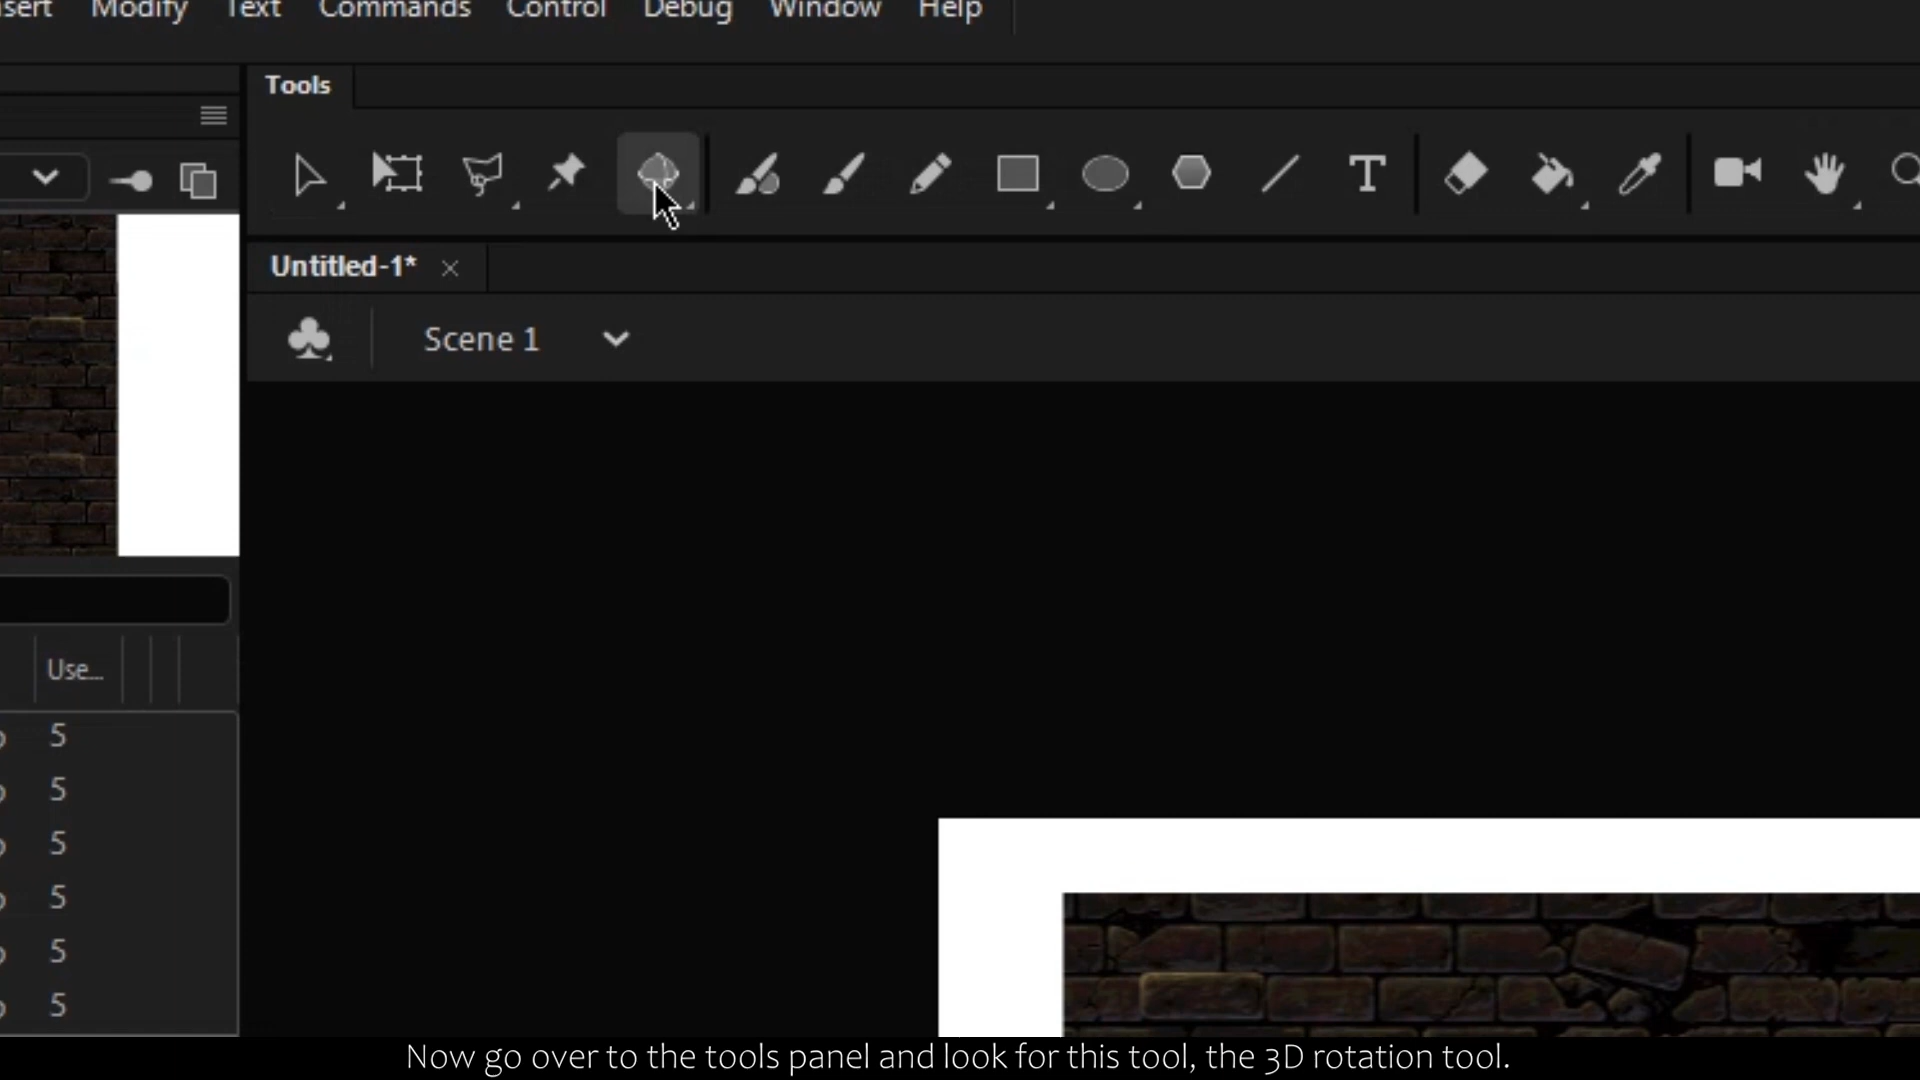 Modify Text Commands Control Debug Window Help
Tools
Untitled-1*
Scene 1
Use...
5
5
5
5
5
5
Now go over to the tools panel and look for this tool, the 3D rotation tool.